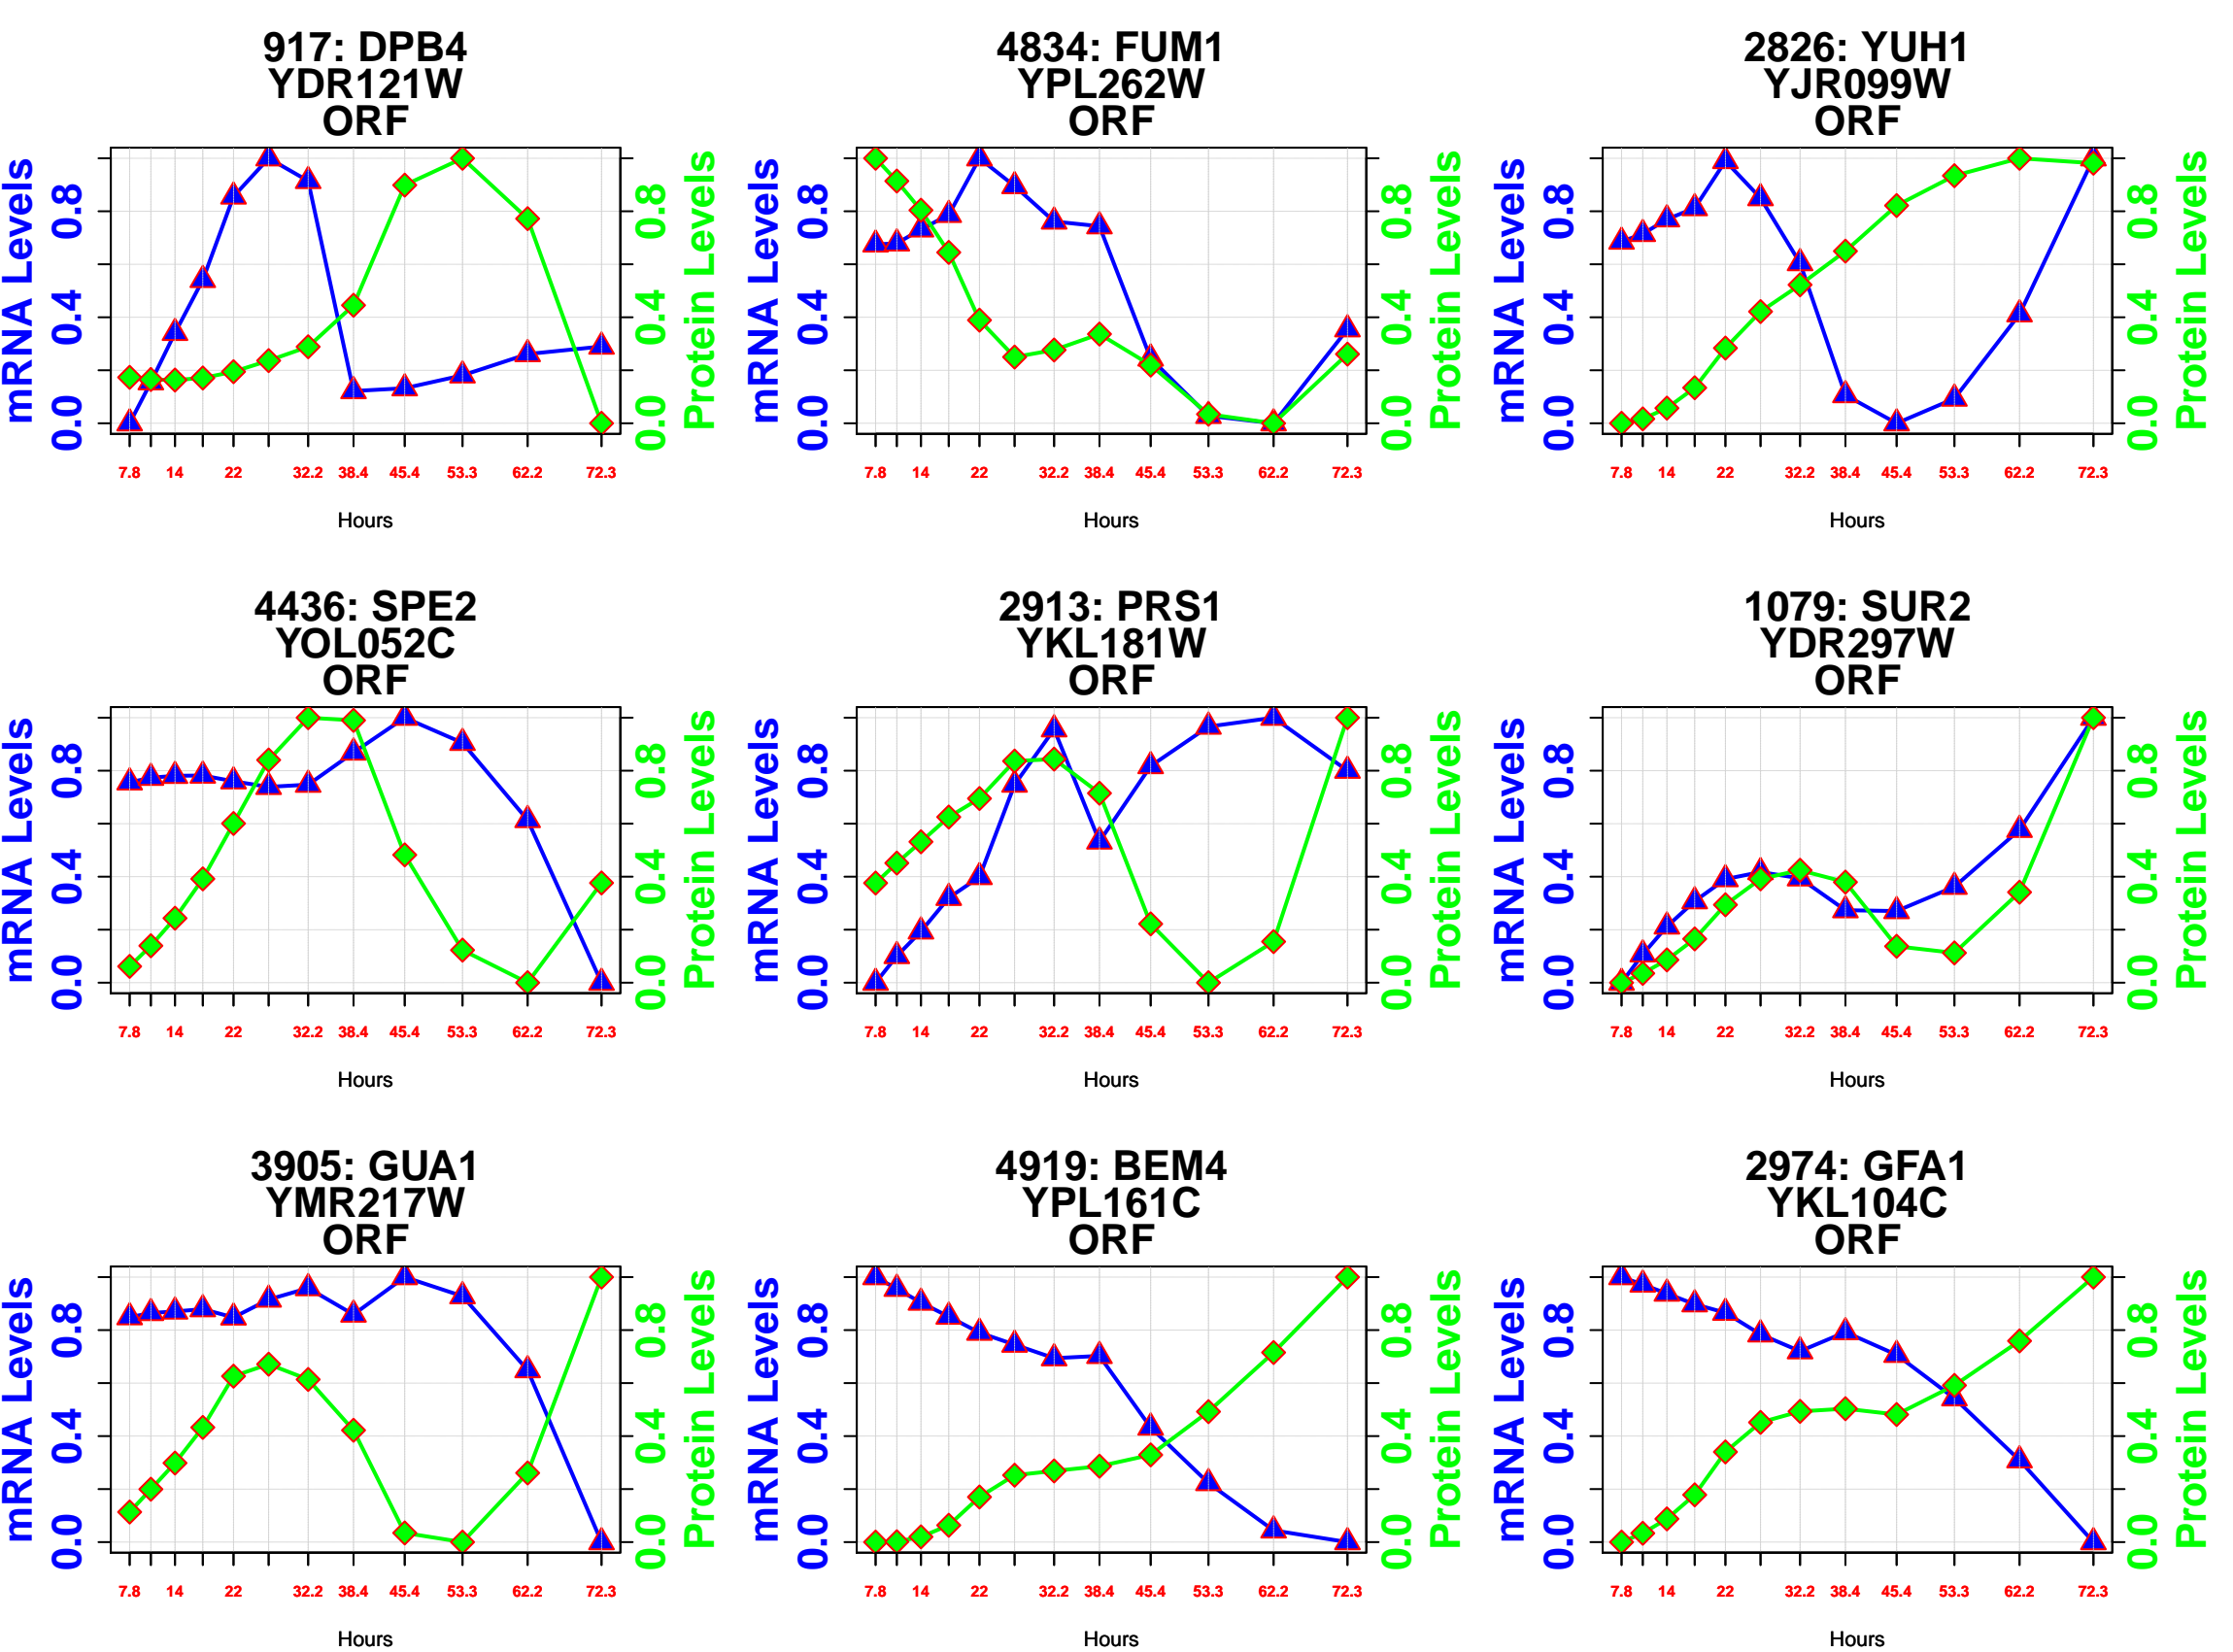 917: DPB4
YDR121W
ORF
mRNA Levels
0.0 0.4 0.8
0.0 0.4 0.8
Protein Levels
7.8 14 22 32.2 38.4 45.4 53.3 62.2 72.3
Hours
4834: FUM1
YPL262W
ORF
mRNA Levels
0.0 0.4 0.8
0.0 0.4 0.8
Protein Levels
7.8 14 22 32.2 38.4 45.4 53.3 62.2 72.3
Hours
2826: YUH1
YJR099W
ORF
mRNA Levels
0.0 0.4 0.8
0.0 0.4 0.8
Protein Levels
7.8 14 22 32.2 38.4 45.4 53.3 62.2 72.3
Hours
4436: SPE2
YOL052C
ORF
mRNA Levels
0.0 0.4 0.8
0.0 0.4 0.8
Protein Levels
7.8 14 22 32.2 38.4 45.4 53.3 62.2 72.3
Hours
2913: PRS1
YKL181W
ORF
mRNA Levels
0.0 0.4 0.8
0.0 0.4 0.8
Protein Levels
7.8 14 22 32.2 38.4 45.4 53.3 62.2 72.3
Hours
1079: SUR2
YDR297W
ORF
mRNA Levels
0.0 0.4 0.8
0.0 0.4 0.8
Protein Levels
7.8 14 22 32.2 38.4 45.4 53.3 62.2 72.3
Hours
3905: GUA1
YMR217W
ORF
mRNA Levels
0.0 0.4 0.8
0.0 0.4 0.8
Protein Levels
7.8 14 22 32.2 38.4 45.4 53.3 62.2 72.3
Hours
4919: BEM4
YPL161C
ORF
mRNA Levels
0.0 0.4 0.8
0.0 0.4 0.8
Protein Levels
7.8 14 22 32.2 38.4 45.4 53.3 62.2 72.3
Hours
2974: GFA1
YKL104C
ORF
mRNA Levels
0.0 0.4 0.8
0.0 0.4 0.8
Protein Levels
7.8 14 22 32.2 38.4 45.4 53.3 62.2 72.3
Hours